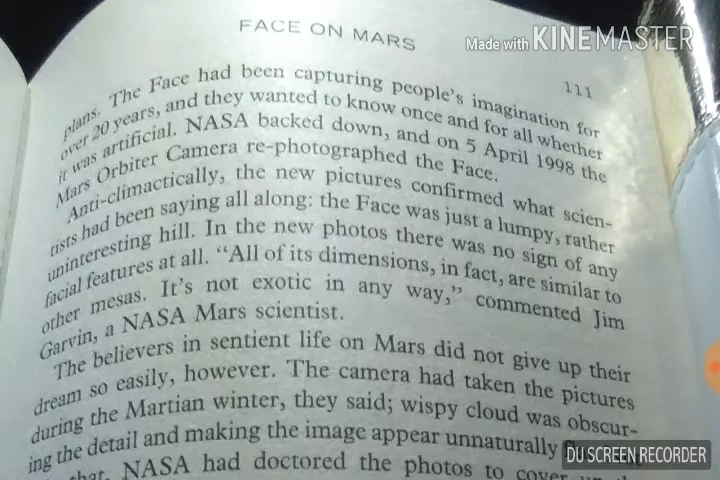 FACE ON MARS
Made with KINEMASTER
111
plans. The Face had been capturing people's imagination for
over 20 years, and they wanted to know once and for all whether
it was artificial. NASA backed down, and on 5 April 1998 the
Mars Orbiter Camera re-photographed the Face.
Anti-climactically, the new pictures confirmed what scien-
tists had been saying all along: the Face was just a lumpy, rather
uninteresting hill. In the new photos there was no sign of any
facial features at all. “All of its dimensions, in fact, are similar to
other mesas. It's not exotic in any way,” commented Jim
Garvin, a NASA Mars scientist.
The believers in sentient life on Mars did not give up their
dream so easily, however. The camera had taken the pictures
during the Martian winter, they said; wispy cloud was obscur-
ing the detail and making the image appear unnaturally
that, NASA had doctored the photos to cover up
DU SCREEN RECORDER